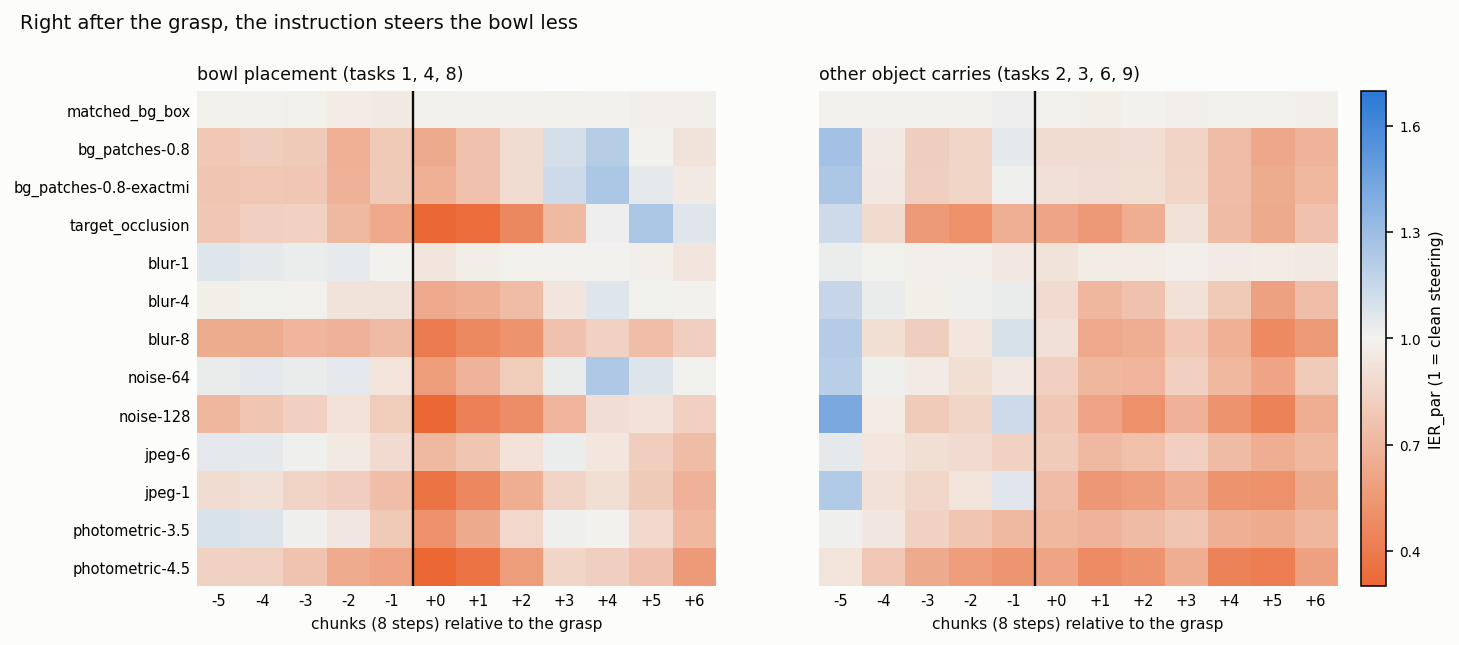 Right after the grasp, the instruction steers the bowl less
bowl placement (tasks 1, 4, 8)
other object carries (tasks 2, 3, 6, 9)
matched_bg_box
bg_patches-0.8
bg_patches-0.8-exactmi
target_occlusion
blur-1
blur-4
blur-8
noise-64
noise-128
jpeg-6
jpeg-1
photometric-3.5
photometric-4.5
-5 -4 -3 -2 -1 +0 +1 +2 +3 +4 +5 +6
chunks (8 steps) relative to the grasp
-5 -4 -3 -2 -1 +0 +1 +2 +3 +4 +5 +6
chunks (8 steps) relative to the grasp
1.6
1.3
1.0
0.7
0.4
IER_par (1 = clean steering)